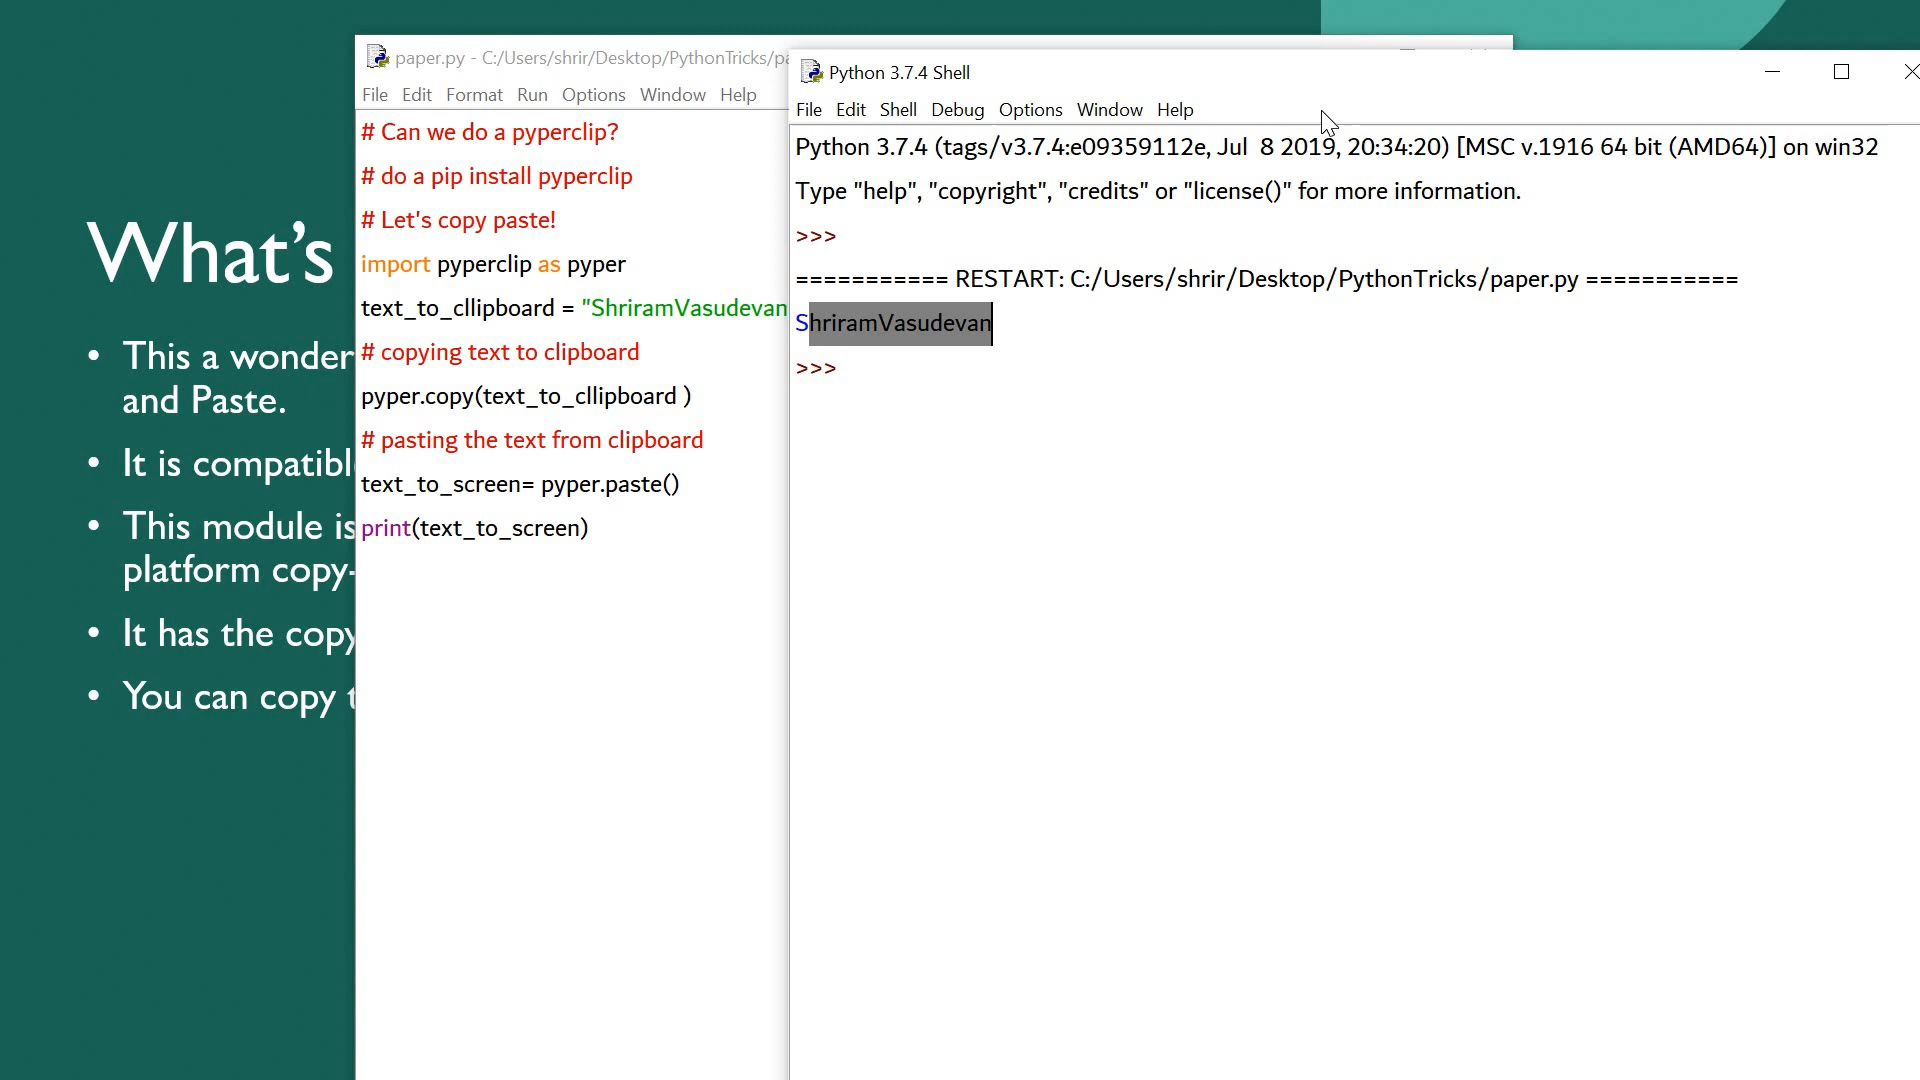 What's
• This a wonder
and Paste.
• It is compatibl
• This module is
platform copy-
• It has the copy
• You can copy t
paper.py - C:/Users/shrir/Desktop/PythonTricks/pa
File Edit Format Run Options Window Help
# Can we do a pyperclip?
# do a pip install pyperclip
# Let's copy paste!
import pyperclip as pyper
text_to_cllipboard = "ShriramVasudevan
# copying text to clipboard
pyper.copy(text_to_cllipboard )
# pasting the text from clipboard
text_to_screen= pyper.paste()
print(text_to_screen)
Python 3.7.4 Shell
File Edit Shell Debug Options Window Help
Python 3.7.4 (tags/v3.7.4:e09359112e, Jul  8 2019, 20:34:20) [MSC v.1916 64 bit (AMD64)] on win32
Type "help", "copyright", "credits" or "license()" for more information.
>>>
=========== RESTART: C:/Users/shrir/Desktop/PythonTricks/paper.py ===========
ShriramVasudevan
>>>